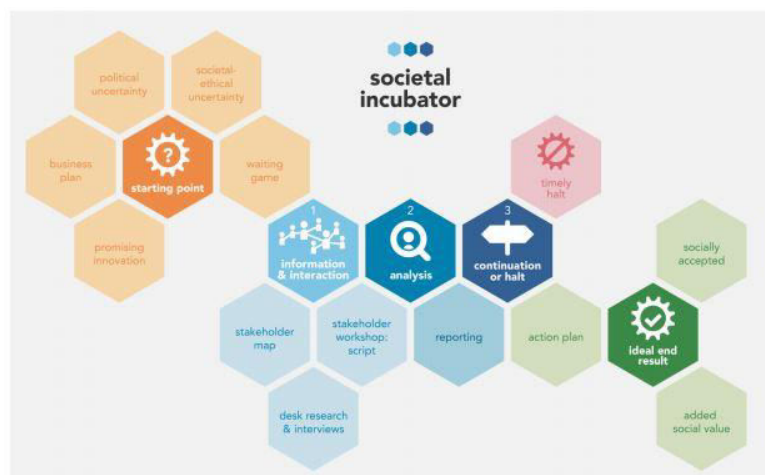 societal
incubator
political
uncertainty
societal-
ethical
uncertainty
business
plan
?
starting point
waiting
game
promising
innovation
timely
halt
1
information
& interaction
2
analysis
3
continuation
or halt
socially
accepted
stakeholder
map
stakeholder
workshop:
script
reporting
action plan
ideal end
result
desk research
& interviews
added
social value